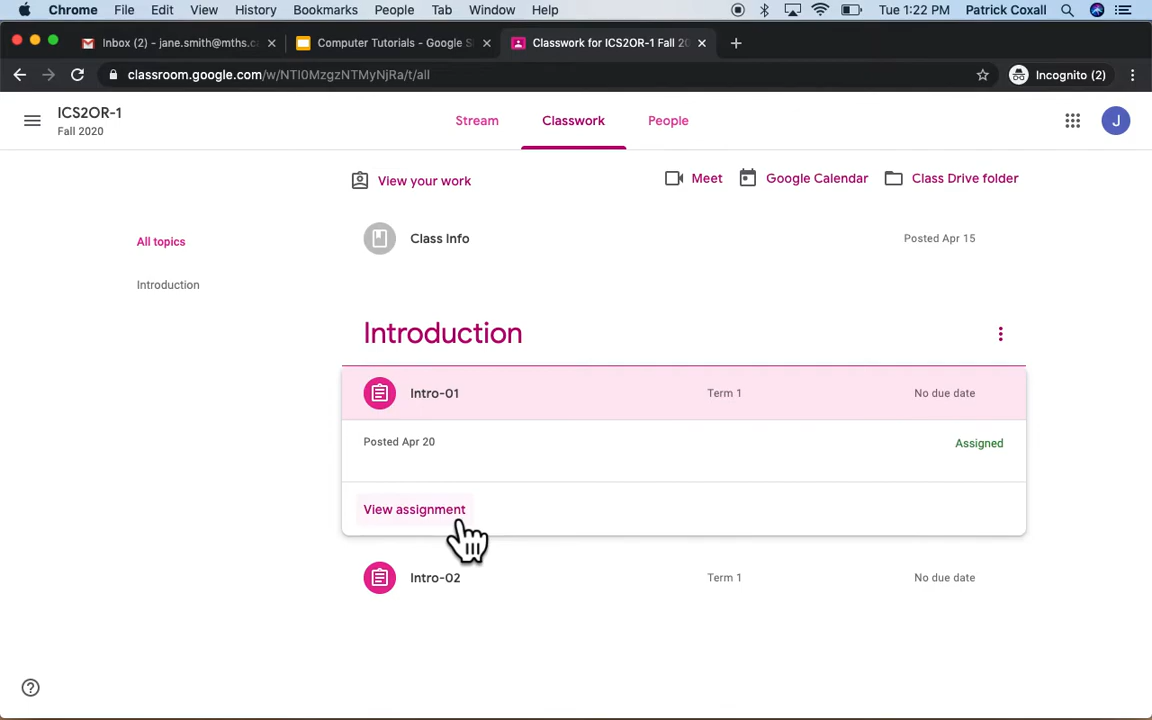 Chrome File Edit View History Bookmarks People Tab Window Help Tue 1:22 PM Patrick Coxall
Inbox (2) - jane.smith@mths.c Computer Tutorials - Google S Classwork for ICS2OR-1 Fall 20
classroom.google.com/w/NTI0MzgzNTMyNjRa/t/all Incognito (2)
ICS2OR-1
Fall 2020
Stream Classwork People J
View your work Meet Google Calendar Class Drive folder
Class Info Posted Apr 15
All topics
Introduction
Introduction
Intro-01 Term 1 No due date
Posted Apr 20 Assigned
View assignment
Intro-02 Term 1 No due date